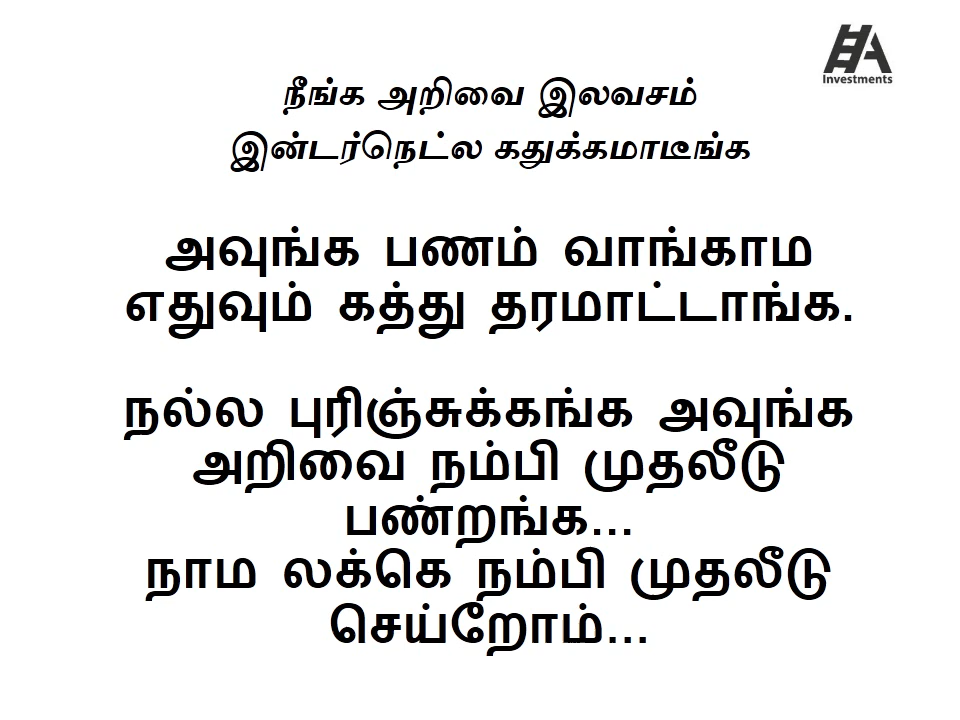 HA
Investments
நீங்க அறிவை இலவசம்
இன்டர்நெட்ல கதுக்கமாடீங்க
அவுங்க பணம் வாங்காம
எதுவும் கத்து தரமாட்டாங்க.
நல்ல புரிஞ்சுக்கங்க அவுங்க
அறிவை நம்பி முதலீடு
பண்றங்க...
நாம லக்கெ நம்பி முதலீடு
செய்றோம்...